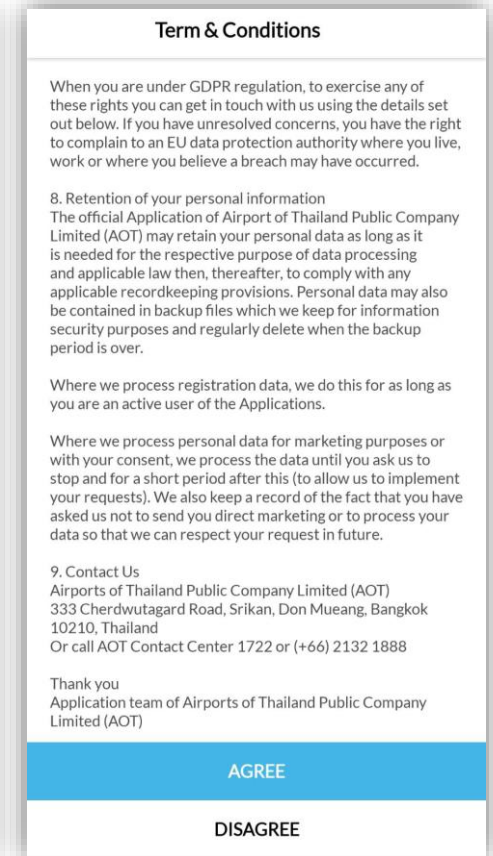 Term & Conditions
When you are under GDPR regulation, to exercise any of
these rights you can get in touch with us using the details set
out below. If you have unresolved concerns, you have the right
to complain to an EU data protection authority where you live,
work or where you believe a breach may have occurred.
8. Retention of your personal information
The official Application of Airport of Thailand Public Company
Limited (AOT) may retain your personal data as long as it
is needed for the respective purpose of data processing
and applicable law then, thereafter, to comply with any
applicable recordkeeping provisions. Personal data may also
be contained in backup files which we keep for information
security purposes and regularly delete when the backup
period is over.
Where we process registration data, we do this for as long as
you are an active user of the Applications.
Where we process personal data for marketing purposes or
with your consent, we process the data until you ask us to
stop and for a short period after this (to allow us to implement
your requests). We also keep a record of the fact that you have
asked us not to send you direct marketing or to process your
data so that we can respect your request in future.
9. Contact Us
Airports of Thailand Public Company Limited (AOT)
333 Cherdwutagard Road, Srikan, Don Mueang, Bangkok
10210, Thailand
Or call AOT Contact Center 1722 or (+66) 2132 1888
Thank you
Application team of Airports of Thailand Public Company
Limited (AOT)
AGREE
DISAGREE